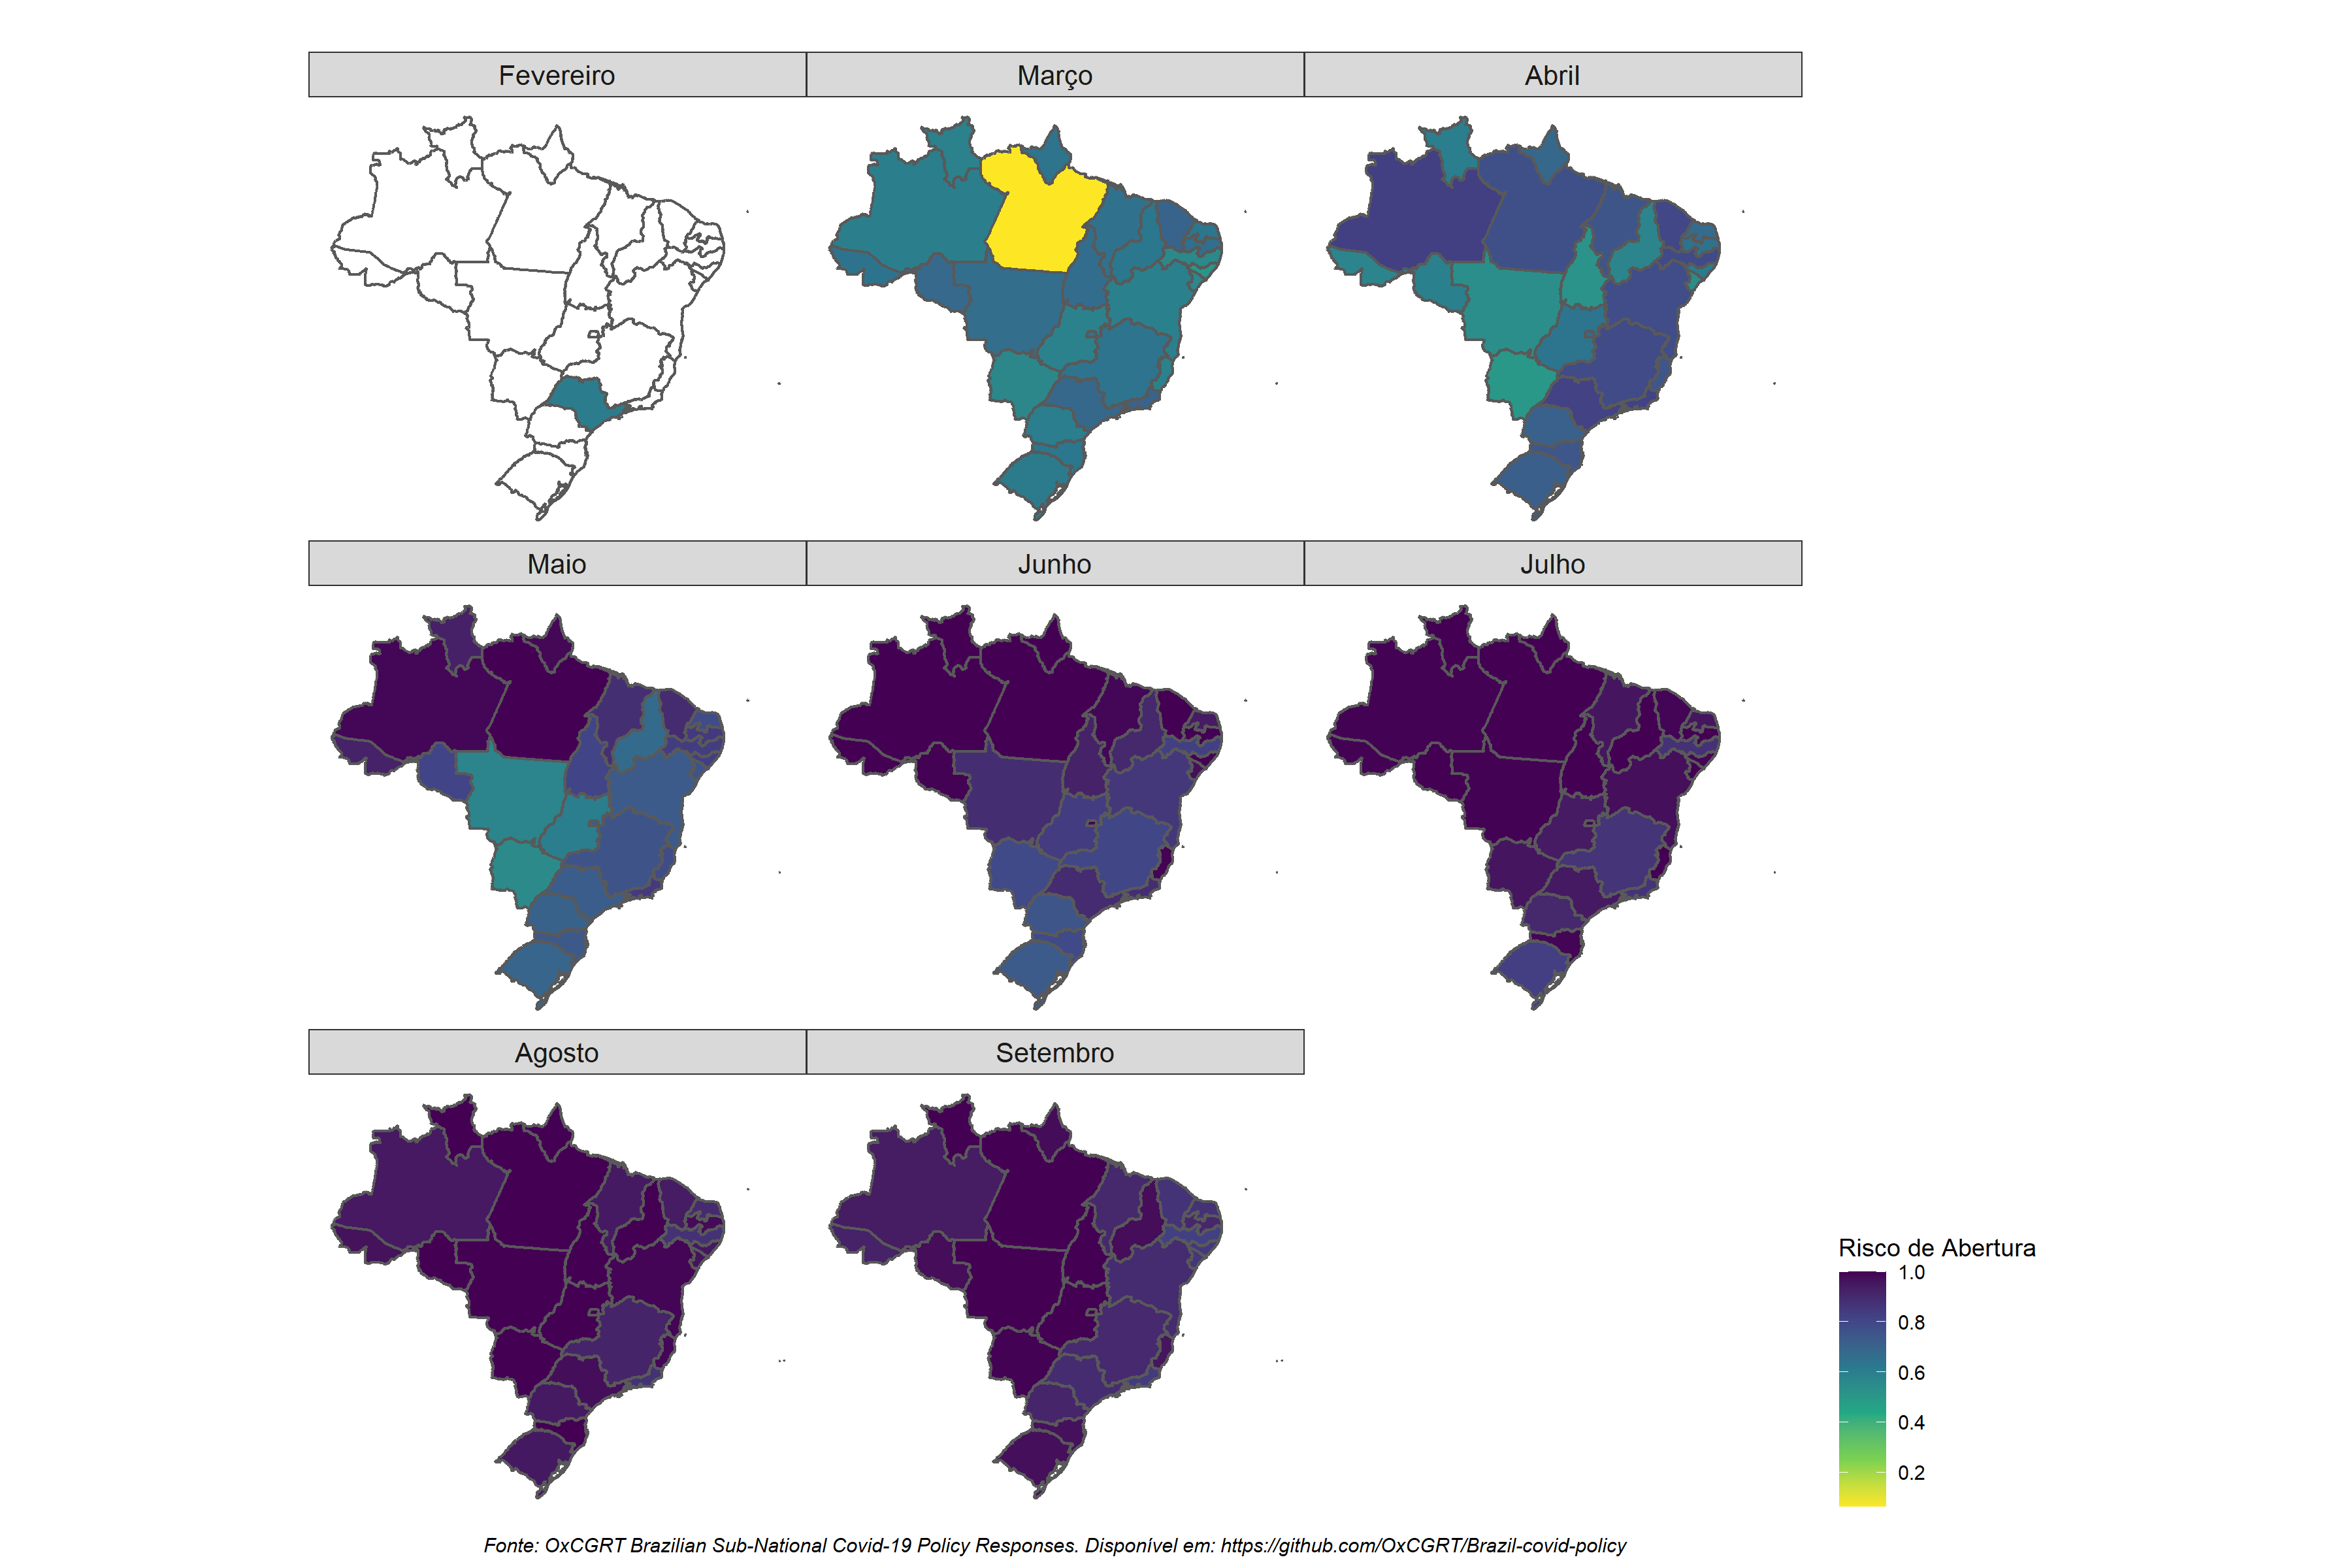 Fevereiro
Março
Abril
Maio
Junho
Julho
Agosto
Setembro
Risco de Abertura
1.0
0.8
0.6
0.4
0.2
Fonte: OxCGRT Brazilian Sub-National Covid-19 Policy Responses. Disponível em: https://github.com/OxCGRT/Brazil-covid-policy